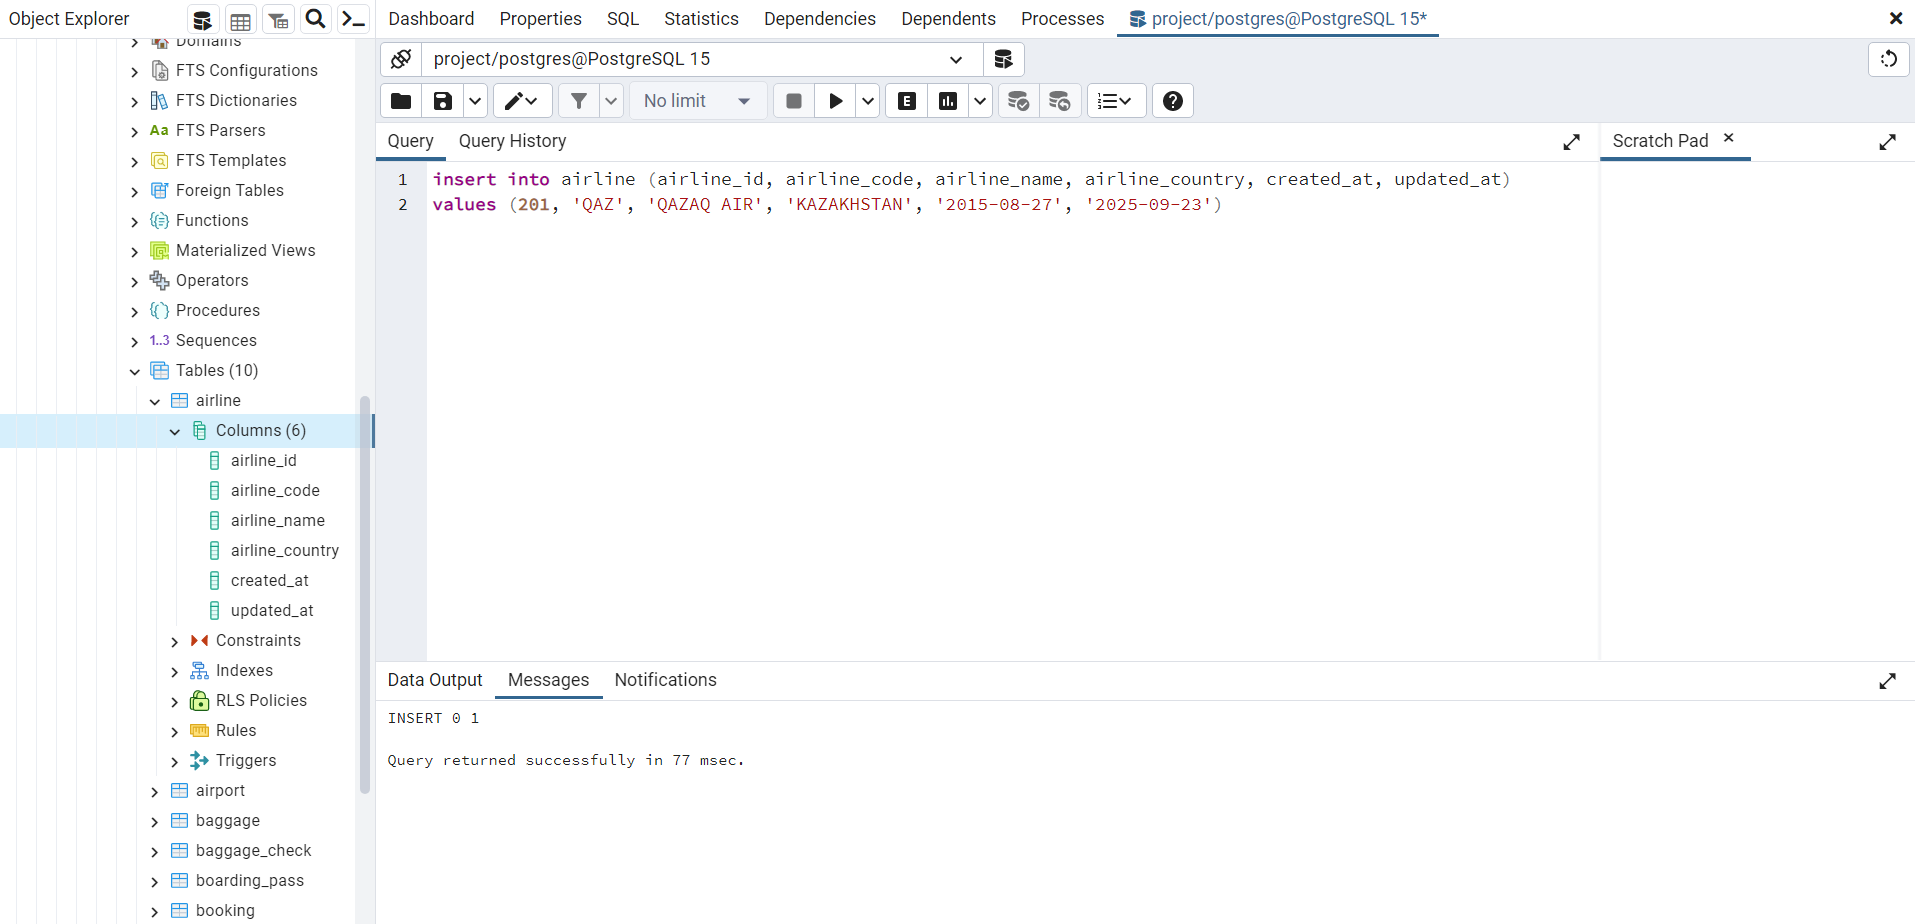 Object Explorer
Dashboard Properties SQL Statistics Dependencies Dependents Processes project/postgres@PostgreSQL 15*
project/postgres@PostgreSQL 15
No limit
E
Query Query History
Scratch Pad
1 insert into airline (airline_id, airline_code, airline_name, airline_country, created_at, updated_at)
2 values (201, 'QAZ', 'QAZAQ AIR', 'KAZAKHSTAN', '2015-08-27', '2025-09-23')
Domains
FTS Configurations
FTS Dictionaries
Aa FTS Parsers
FTS Templates
Foreign Tables
Functions
Materialized Views
Operators
Procedures
1..3 Sequences
Tables (10)
airline
Columns (6)
airline_id
airline_code
airline_name
airline_country
created_at
updated_at
Constraints
Indexes
RLS Policies
Rules
Triggers
airport
baggage
baggage_check
boarding_pass
booking
Data Output Messages Notifications
INSERT 0 1
Query returned successfully in 77 msec.